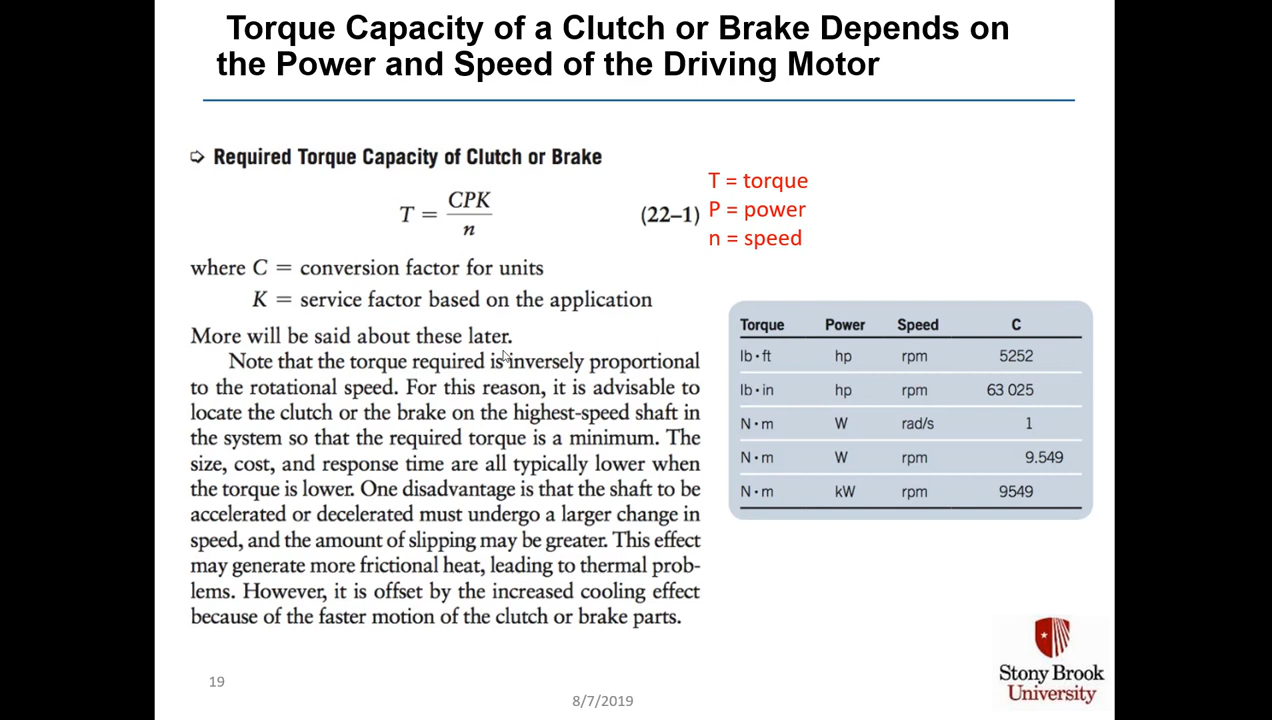 Torque Capacity of a Clutch or Brake Depends on
the Power and Speed of the Driving Motor
➩ Required Torque Capacity of Clutch or Brake
T = CPK / n (22–1)
T = torque
P = power
n = speed
where C = conversion factor for units
K = service factor based on the application
More will be said about these later.
Note that the torque required is inversely proportional
to the rotational speed. For this reason, it is advisable to
locate the clutch or the brake on the highest-speed shaft in
the system so that the required torque is a minimum. The
size, cost, and response time are all typically lower when
the torque is lower. One disadvantage is that the shaft to be
accelerated or decelerated must undergo a larger change in
speed, and the amount of slipping may be greater. This effect
may generate more frictional heat, leading to thermal prob-
lems. However, it is offset by the increased cooling effect
because of the faster motion of the clutch or brake parts.
Torque Power Speed C
lb·ft hp rpm 5252
lb·in hp rpm 63 025
N·m W rad/s 1
N·m W rpm 9.549
N·m kW rpm 9549
19
8/7/2019
Stony Brook
University